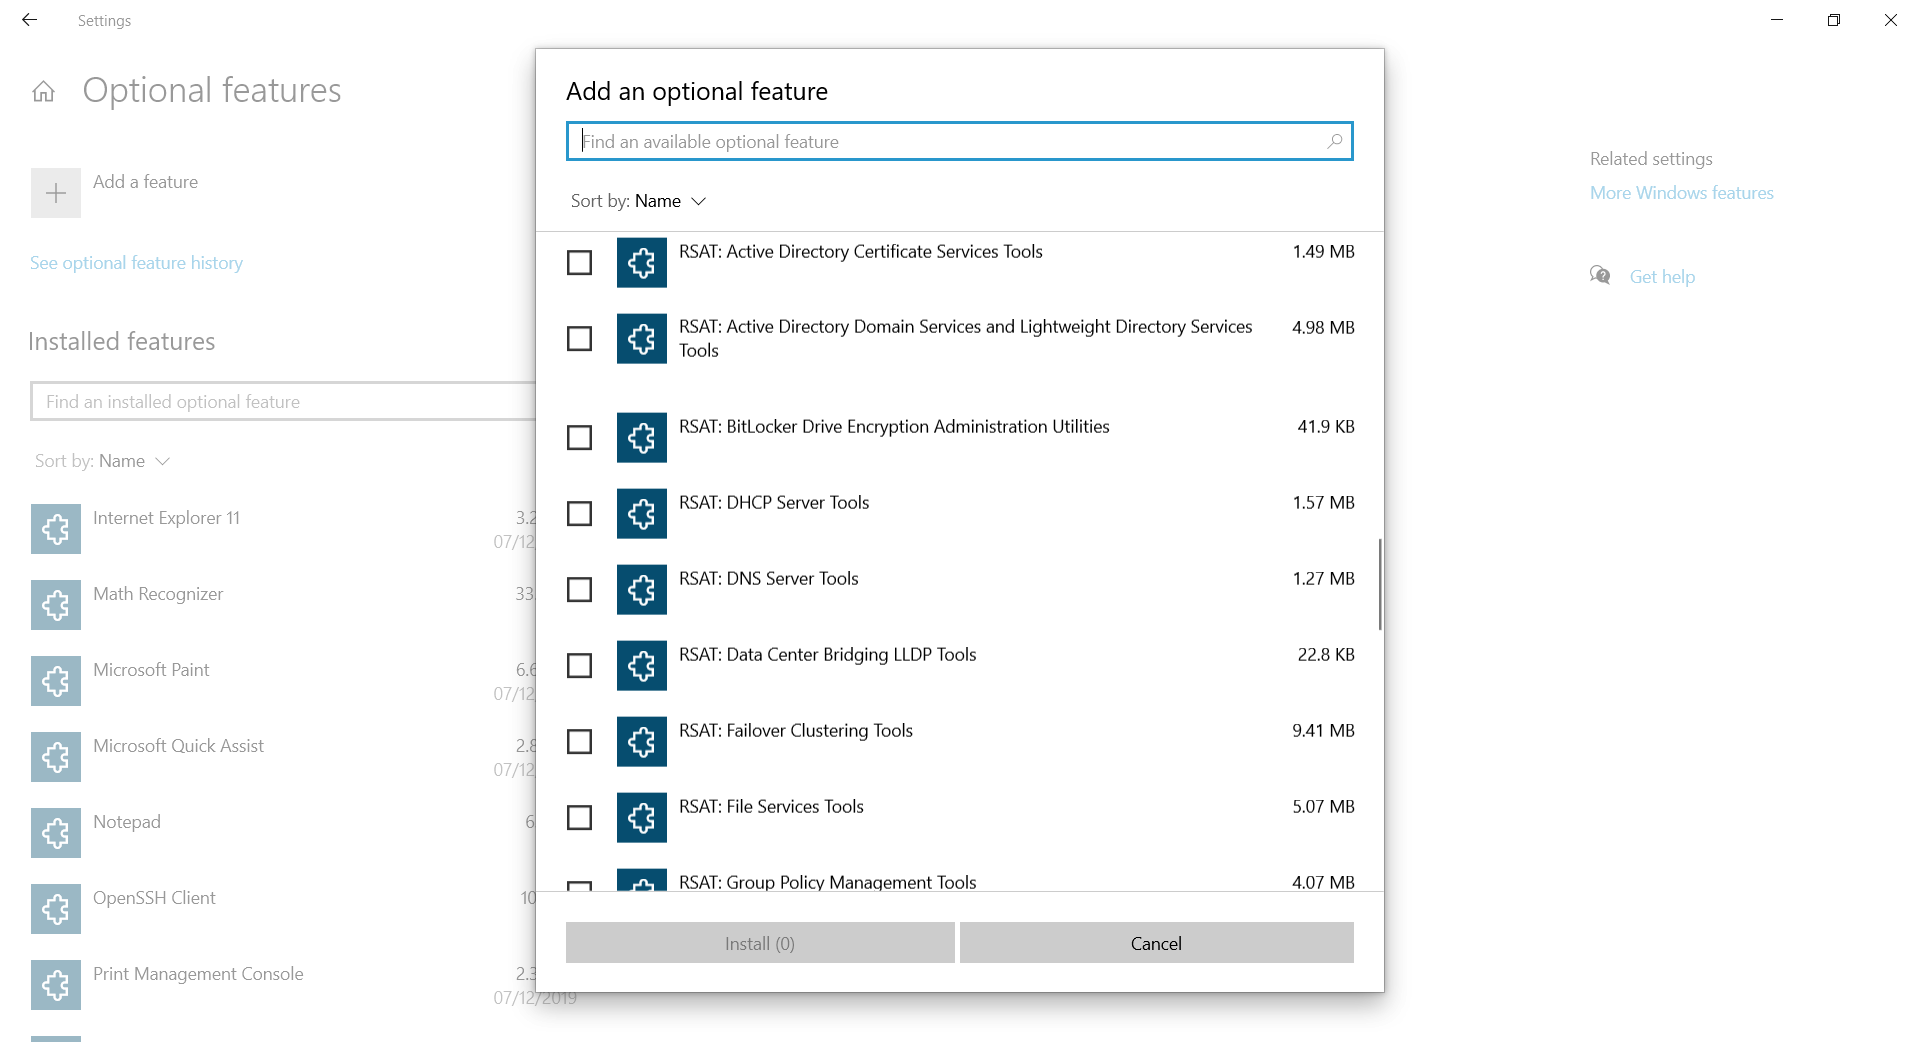 Settings
Optional features
Add a feature
See optional feature history
Installed features
Find an installed optional feature
Sort by: Name
Internet Explorer 11
3.2
07/12/
Math Recognizer
33.
Microsoft Paint
6.6
07/12/
Microsoft Quick Assist
2.8
07/12/
Notepad
6.
OpenSSH Client
10
Print Management Console
2.3
07/12/2019
Add an optional feature
Find an available optional feature
Sort by: Name
RSAT: Active Directory Certificate Services Tools 1.49 MB
RSAT: Active Directory Domain Services and Lightweight Directory Services 4.98 MB
Tools
RSAT: BitLocker Drive Encryption Administration Utilities 41.9 KB
RSAT: DHCP Server Tools 1.57 MB
RSAT: DNS Server Tools 1.27 MB
RSAT: Data Center Bridging LLDP Tools 22.8 KB
RSAT: Failover Clustering Tools 9.41 MB
RSAT: File Services Tools 5.07 MB
RSAT: Group Policy Management Tools 4.07 MB
Install (0)
Cancel
Related settings
More Windows features
Get help